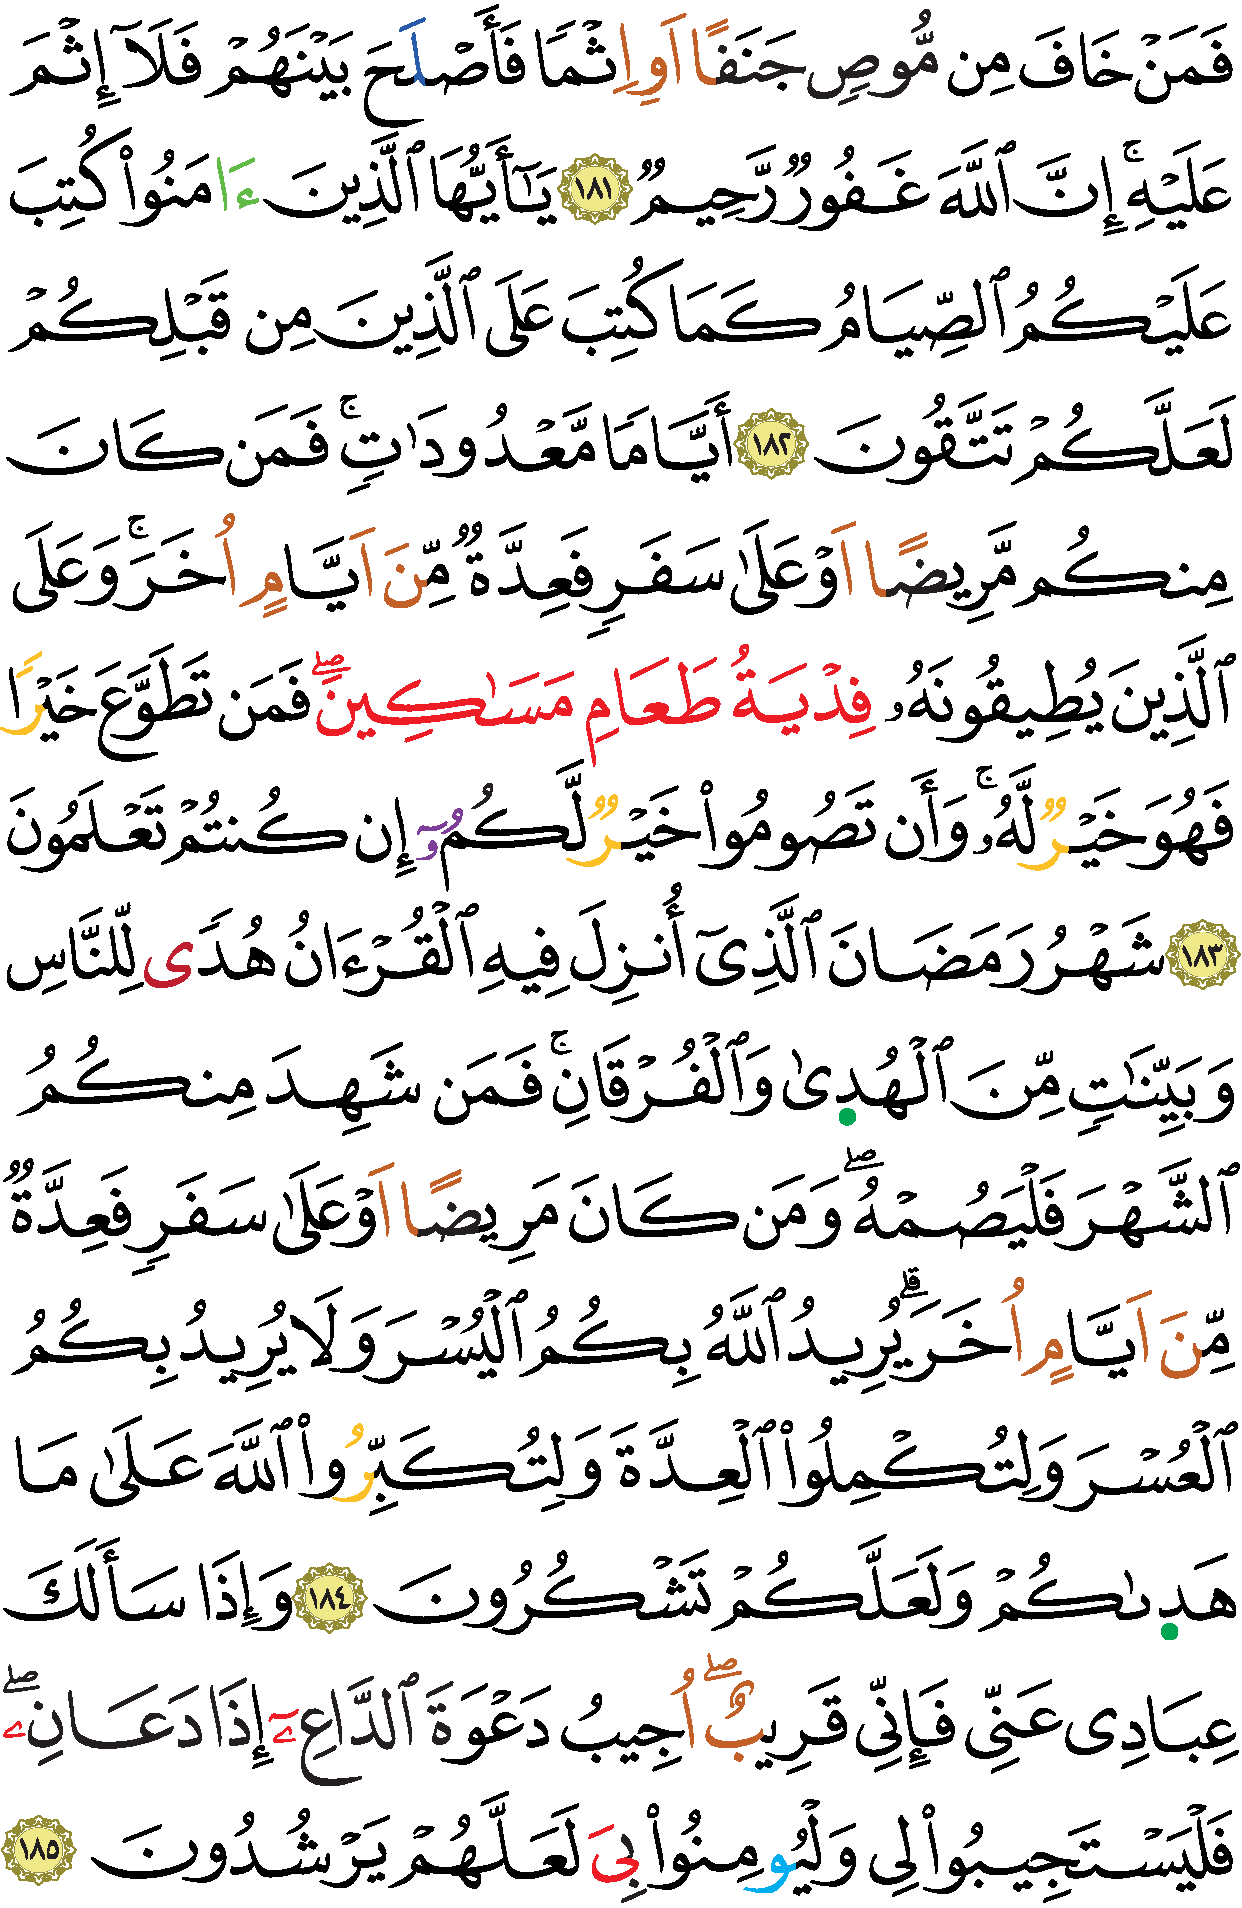 فَمَنْ خَافَ مِن مُّوصٍ جَنَفًا اَوِ اِثْمًا فَأَصْلَحَ بَيْنَهُمْ فَلَآ إِثْمَ
عَلَيْهِۚ إِنَّ ٱللَّهَ غَفُورٌ رَّحِيمٌ ١٨١ يَـٰٓأَيُّهَا ٱلَّذِينَ ءَامَنُواْ كُتِبَ
عَلَيْكُمُ ٱلصِّيَامُ كَمَا كُتِبَ عَلَى ٱلَّذِينَ مِن قَبْلِكُمْ
لَعَلَّكُمْ تَتَّقُونَ ١٨٢ أَيَّامًا مَّعْدُودَٰتٍۚ فَمَن كَانَ
مِنكُم مَّرِيضًا اَوْ عَلَىٰ سَفَرٍ فَعِدَّةٌ مِّنَ اَيَّامٍ اُخَرَۚ وَعَلَى
ٱلَّذِينَ يُطِيقُونَهُۥ فِدْيَةُ طَعَامِ مَسَـٰكِينَۖ فَمَن تَطَوَّعَ خَيْرًا
فَهُوَ خَيْرٌ لَّهُۥۚ وَأَن تَصُومُواْ خَيْرٌ لَّكُمُۥٓ إِن كُنتُمْ تَعْلَمُونَ
١٨٣ شَهْرُ رَمَضَانَ ٱلَّذِىٓ أُنزِلَ فِيهِ ٱلْقُرْءَانُ هُدًى لِّلنَّاسِ
وَبَيِّنَـٰتٍ مِّنَ ٱلْهُدِىٰ وَٱلْفُرْقَانِۚ فَمَن شَهِدَ مِنكُمُ
ٱلشَّهْرَ فَلْيَصُمْهُۖ وَمَن كَانَ مَرِيضًا اَوْ عَلَىٰ سَفَرٍ فَعِدَّةٌ
مِّنَ اَيَّامٍ اُخَرَۗ يُرِيدُ ٱللَّهُ بِكُمُ ٱلْيُسْرَ وَلَا يُرِيدُ بِكُمُ
ٱلْعُسْرَ وَلِتُكْمِلُواْ ٱلْعِدَّةَ وَلِتُكَبِّرُواْ ٱللَّهَ عَلَىٰ مَا
هَدِىٰكُمْ وَلَعَلَّكُمْ تَشْكُرُونَ ١٨٤ وَإِذَا سَأَلَكَ
عِبَادِى عَنِّى فَإِنِّى قَرِيبٌۖ اُجِيبُ دَعْوَةَ ٱلدَّاعِۦٓ إِذَا دَعَانِۦۖ
فَلْيَسْتَجِيبُواْ لِى وَلْيُومِنُواْ بِىَ لَعَلَّهُمْ يَرْشُدُونَ ١٨٥